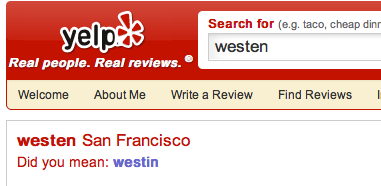 yelp
Real people. Real reviews.®
Search for (e.g. taco, cheap dinn
westen
Welcome About Me Write a Review Find Reviews
westen San Francisco
Did you mean: westin